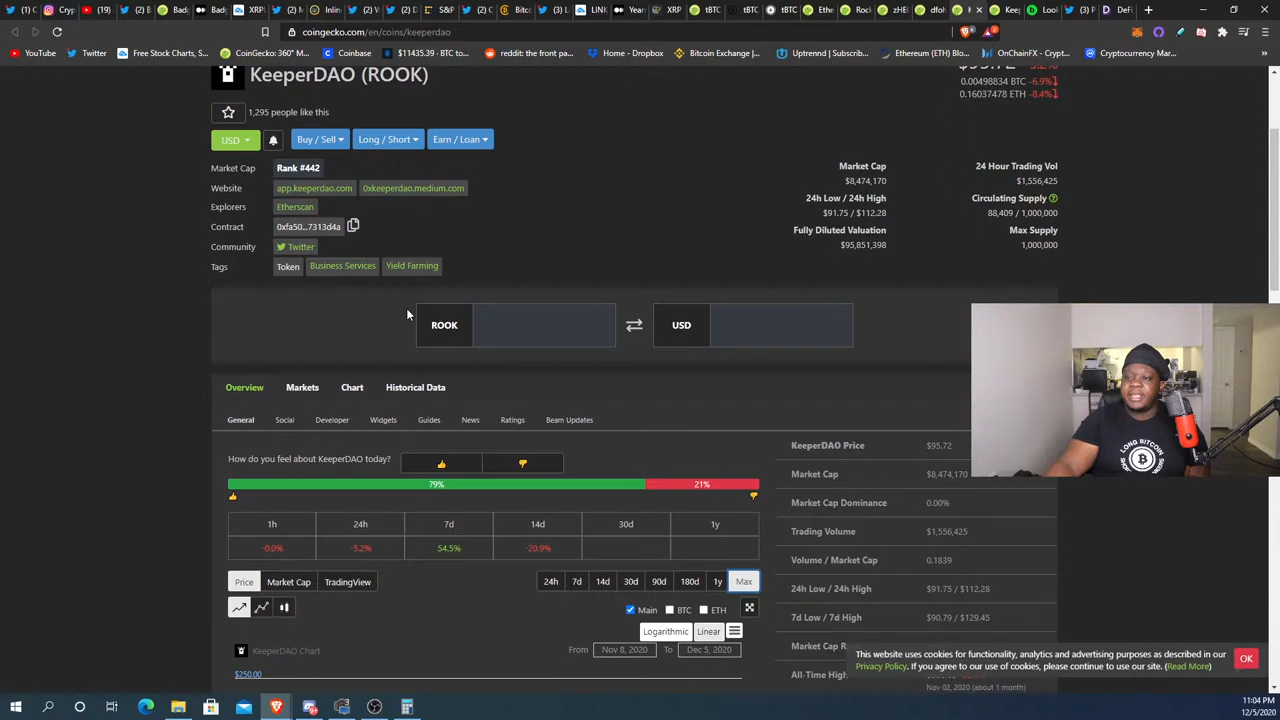 coingecko.com/en/coins/keeperdao
YouTube Twitter Free Stock Charts, S... CoinGecko: 360° M... Coinbase $11435.39 - BTC to... reddit: the front pa... Home - Dropbox Bitcoin Exchange |... Uptrennd | Subscrib... Ethereum (ETH) Blo... OnChainFX - Crypt... Cryptocurrency Mar...
KeeperDAO (ROOK)
0.00498834 BTC -6.9%
0.16037478 ETH -8.4%
1,295 people like this
USD Buy / Sell Long / Short Earn / Loan
Market Cap Rank #442
Website app.keeperdao.com 0xkeeperdao.medium.com
Explorers Etherscan
Contract 0xfa50...7313d4a
Community Twitter
Tags Token Business Services Yield Farming
Market Cap 24 Hour Trading Vol
$8,474,170 $1,556,425
24h Low / 24h High Circulating Supply
$91.75 / $112.28 88,409 / 1,000,000
Fully Diluted Valuation Max Supply
$95,851,398 1,000,000
ROOK USD
Overview Markets Chart Historical Data
General Social Developer Widgets Guides News Ratings Beam Updates
How do you feel about KeeperDAO today?
79% 21%
1h 24h 7d 14d 30d 1y
-0.0% -5.2% 54.5% -20.9%
Price Market Cap TradingView 24h 7d 14d 30d 90d 180d 1y Max
Main BTC ETH
Logarithmic Linear
KeeperDAO Chart From Nov 8, 2020 To Dec 5, 2020
$250.00
KeeperDAO Price $95.72
Market Cap $8,474,170
Market Cap Dominance 0.00%
Trading Volume $1,556,425
Volume / Market Cap 0.1839
24h Low / 24h High $91.75 / $112.28
7d Low / 7d High $90.79 / $129.45
Market Cap R
All-Time High
Nov 02, 2020 (about 1 month)
LONG BITCOIN
This website uses cookies for functionality, analytics and advertising purposes as described in our
Privacy Policy. If you agree to our use of cookies, please continue to use our site. (Read More)
OK
11:04 PM
12/5/2020